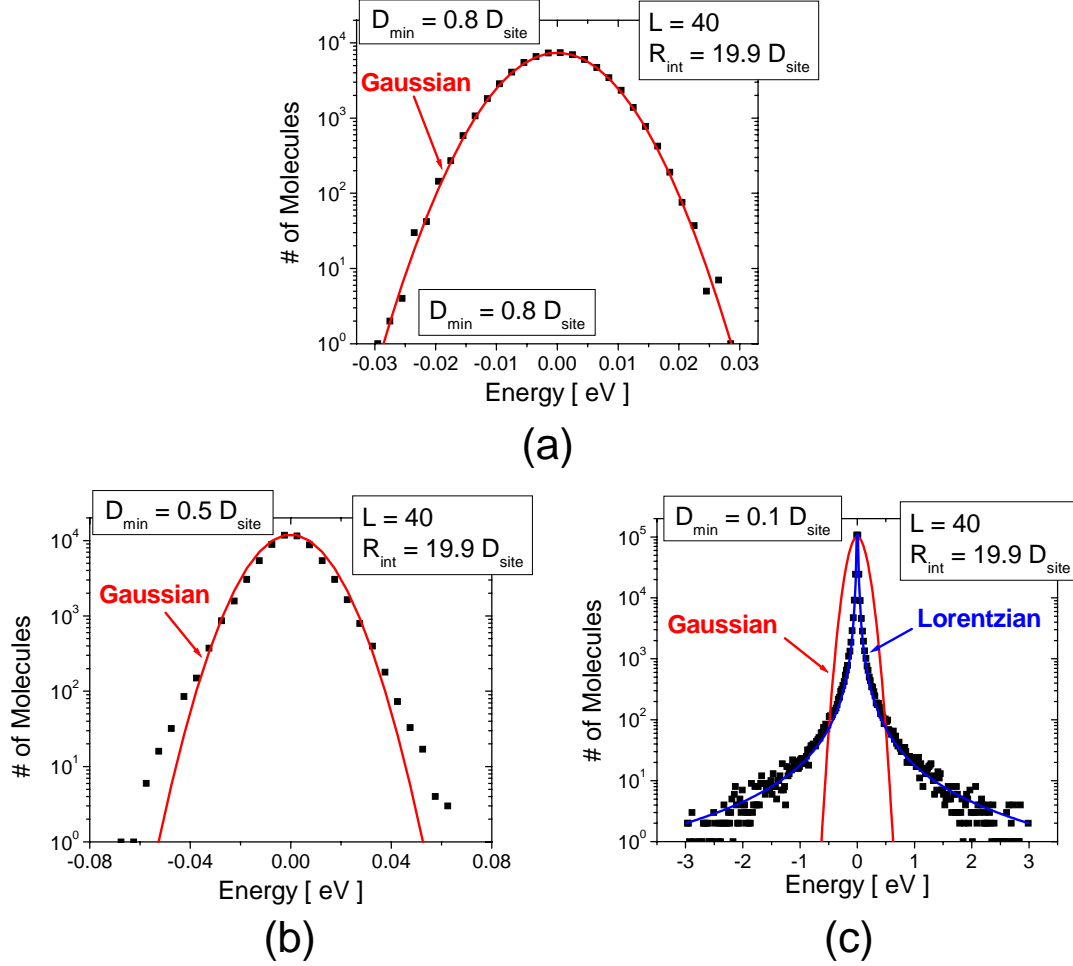 D_min = 0.8 D_site
L = 40
R_int = 19.9 D_site
Gaussian
D_min = 0.8 D_site
# of Molecules
10^4
10^3
10^2
10^1
10^0
-0.03 -0.02 -0.01 0.00 0.01 0.02 0.03
Energy [ eV ]
(a)
D_min = 0.5 D_site
L = 40
R_int = 19.9 D_site
Gaussian
# of Molecules
10^4
10^3
10^2
10^1
10^0
-0.08 -0.04 0.00 0.04 0.08
Energy [ eV ]
(b)
D_min = 0.1 D_site
L = 40
R_int = 19.9 D_site
Gaussian
Lorentzian
# of Molecules
10^5
10^4
10^3
10^2
10^1
10^0
-3 -2 -1 0 1 2 3
Energy [ eV ]
(c)